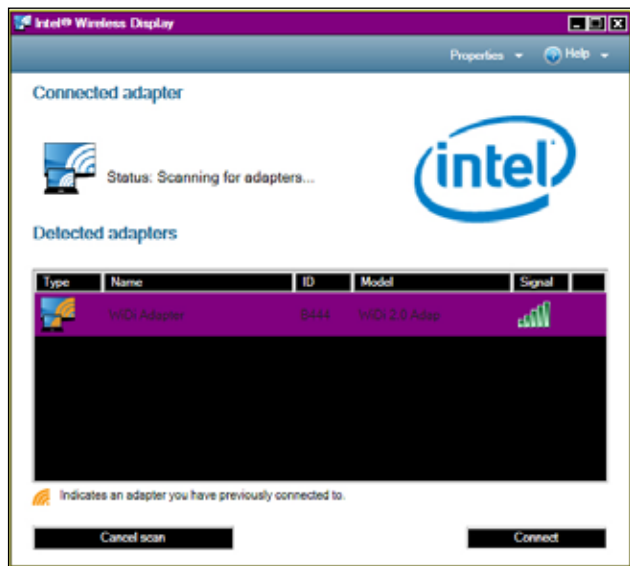 Intel® Wireless Display
Properties Help
Connected adapter
Status: Scanning for adapters...
intel
Detected adapters
Type Name ID Model Signal
WiDi Adapter B444 WiDi 2.0 Adap
Indicates an adapter you have previously connected to.
Cancel scan Connect